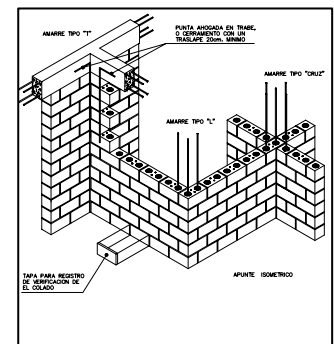 AMARRE TIPO "T"
PUNTA AHOGADA EN TRABE,
O CERRAMIENTO CON UN
TRASLAPE 20cm. MINIMO
AMARRE TIPO "CRUZ"
AMARRE TIPO "L"
TAPA PARA REGISTRO
DE VERIFICACION DE
EL COLADO
APUNTE ISOMETRICO